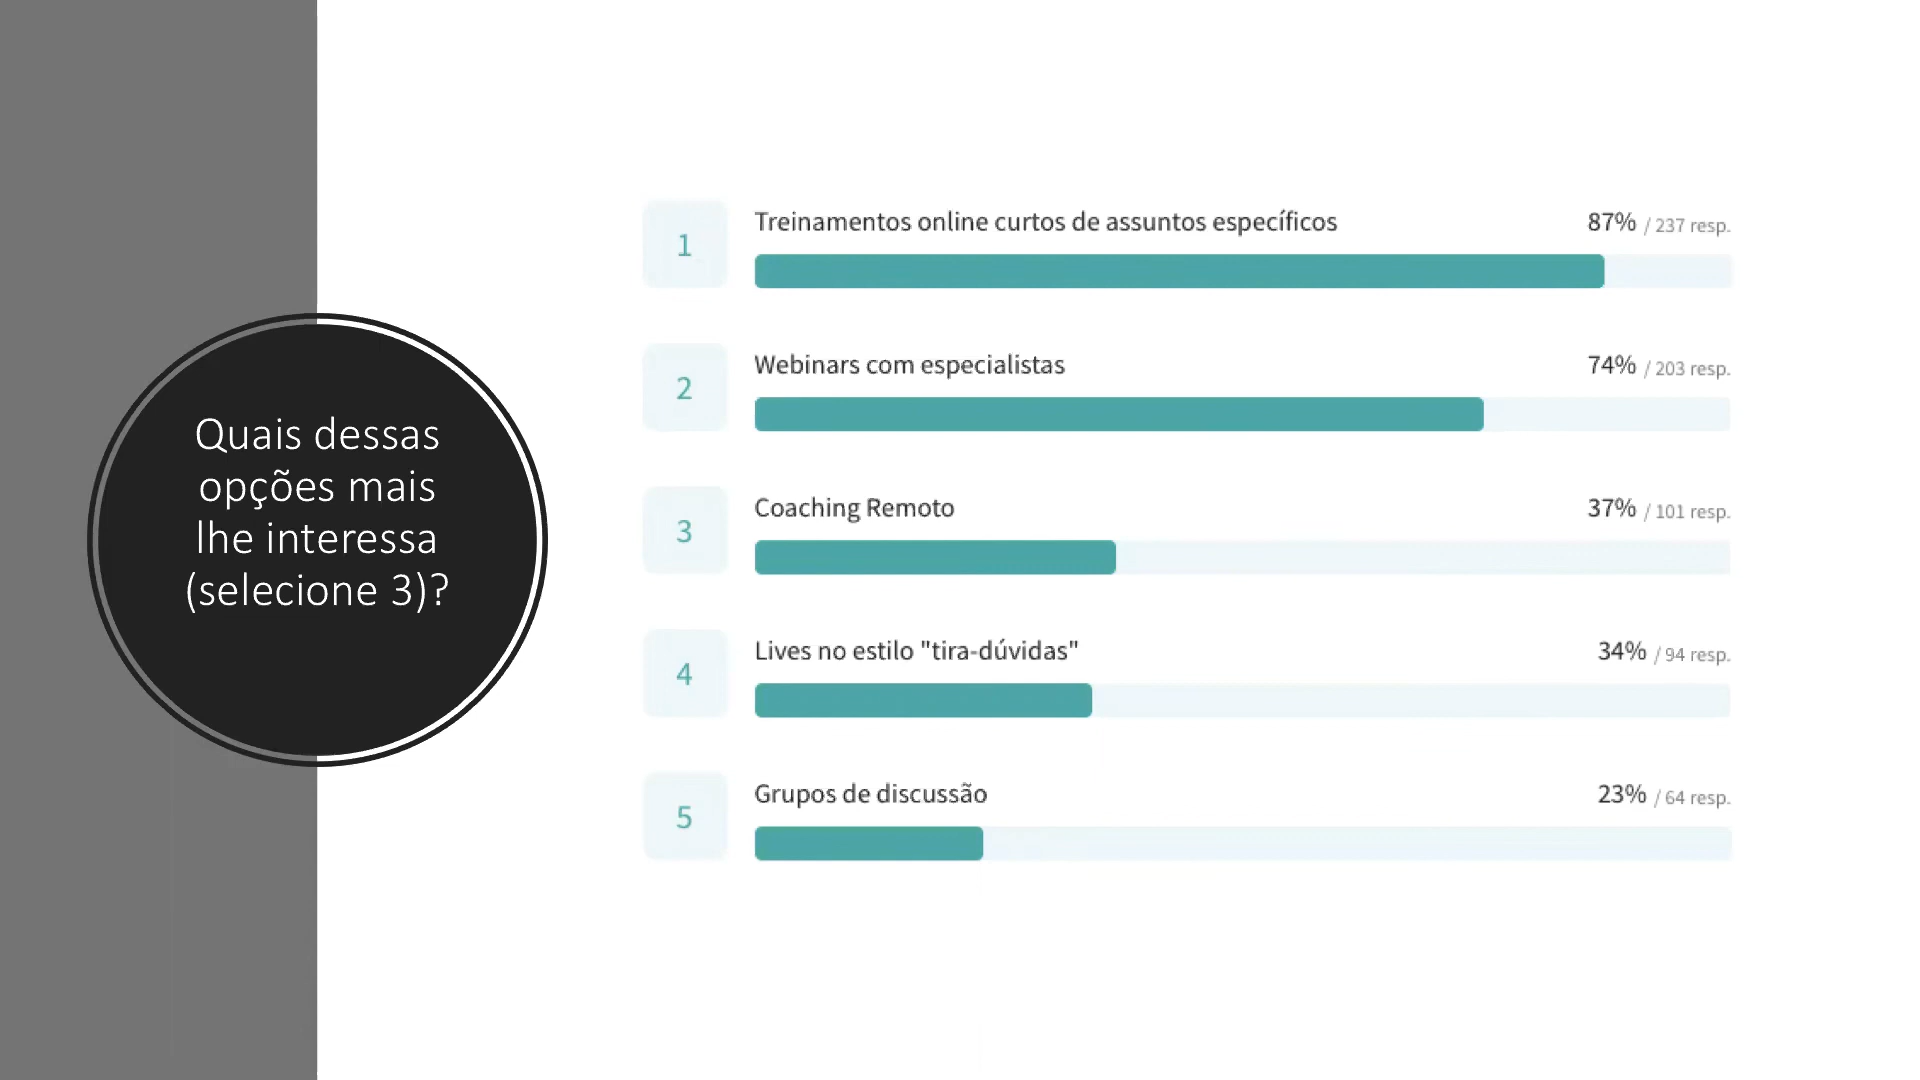 Quais dessas
opções mais
lhe interessa
(selecione 3)?
1
Treinamentos online curtos de assuntos específicos
87% / 237 resp.
2
Webinars com especialistas
74% / 203 resp.
3
Coaching Remoto
37% / 101 resp.
4
Lives no estilo "tira-dúvidas"
34% / 94 resp.
5
Grupos de discussão
23% / 64 resp.